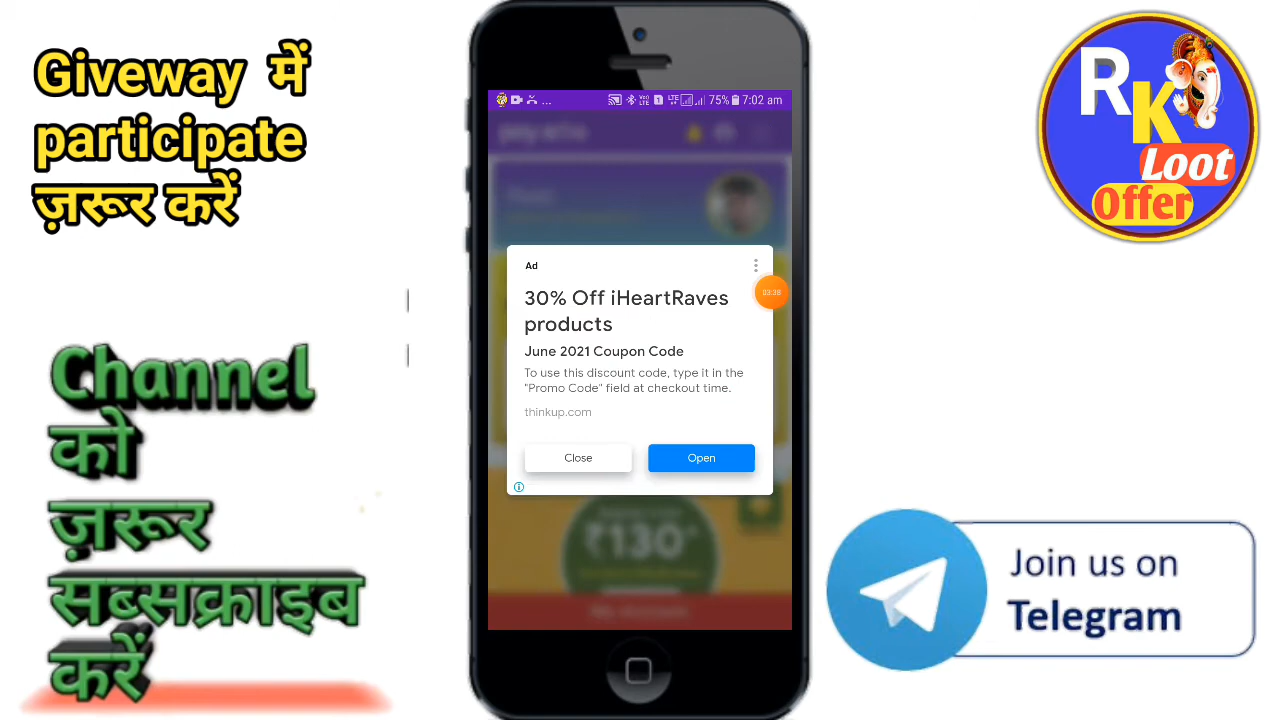 Giveway में
participate
ज़रूर करें
Channel
को
ज़रूर
सब्सक्राइब
करें
... 75% 7:02 am
Ad
30% Off iHeartRaves
products
03:38
June 2021 Coupon Code
To use this discount code, type it in the
"Promo Code" field at checkout time.
thinkup.com
Close Open
₹130
RK
Loot
Offer
Join us on
Telegram